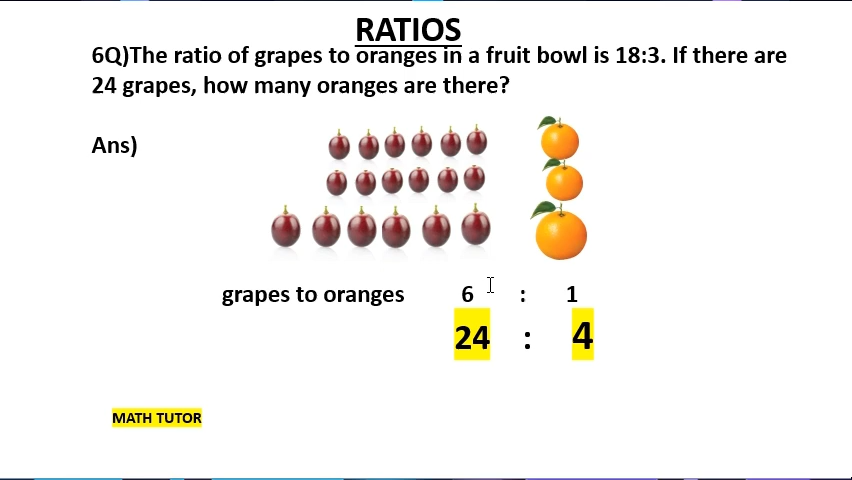 RATIOS
6Q)The ratio of grapes to oranges in a fruit bowl is 18:3. If there are
24 grapes, how many oranges are there?
Ans)
grapes to oranges 6 : 1
24 : 4
MATH TUTOR